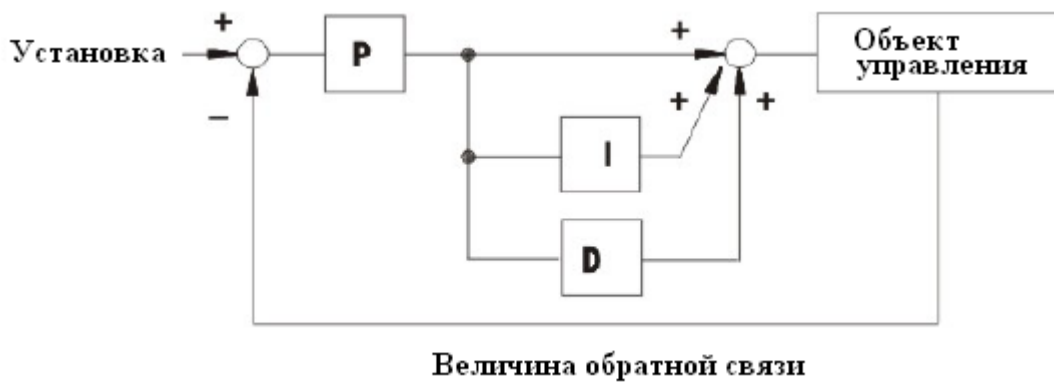 Установка
+
−
P
+
+
+
I
D
Объект
управления
Величина обратной связи